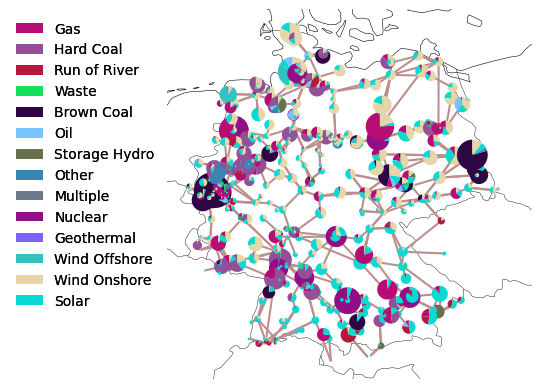 Gas
Hard Coal
Run of River
Waste
Brown Coal
Oil
Storage Hydro
Other
Multiple
Nuclear
Geothermal
Wind Offshore
Wind Onshore
Solar